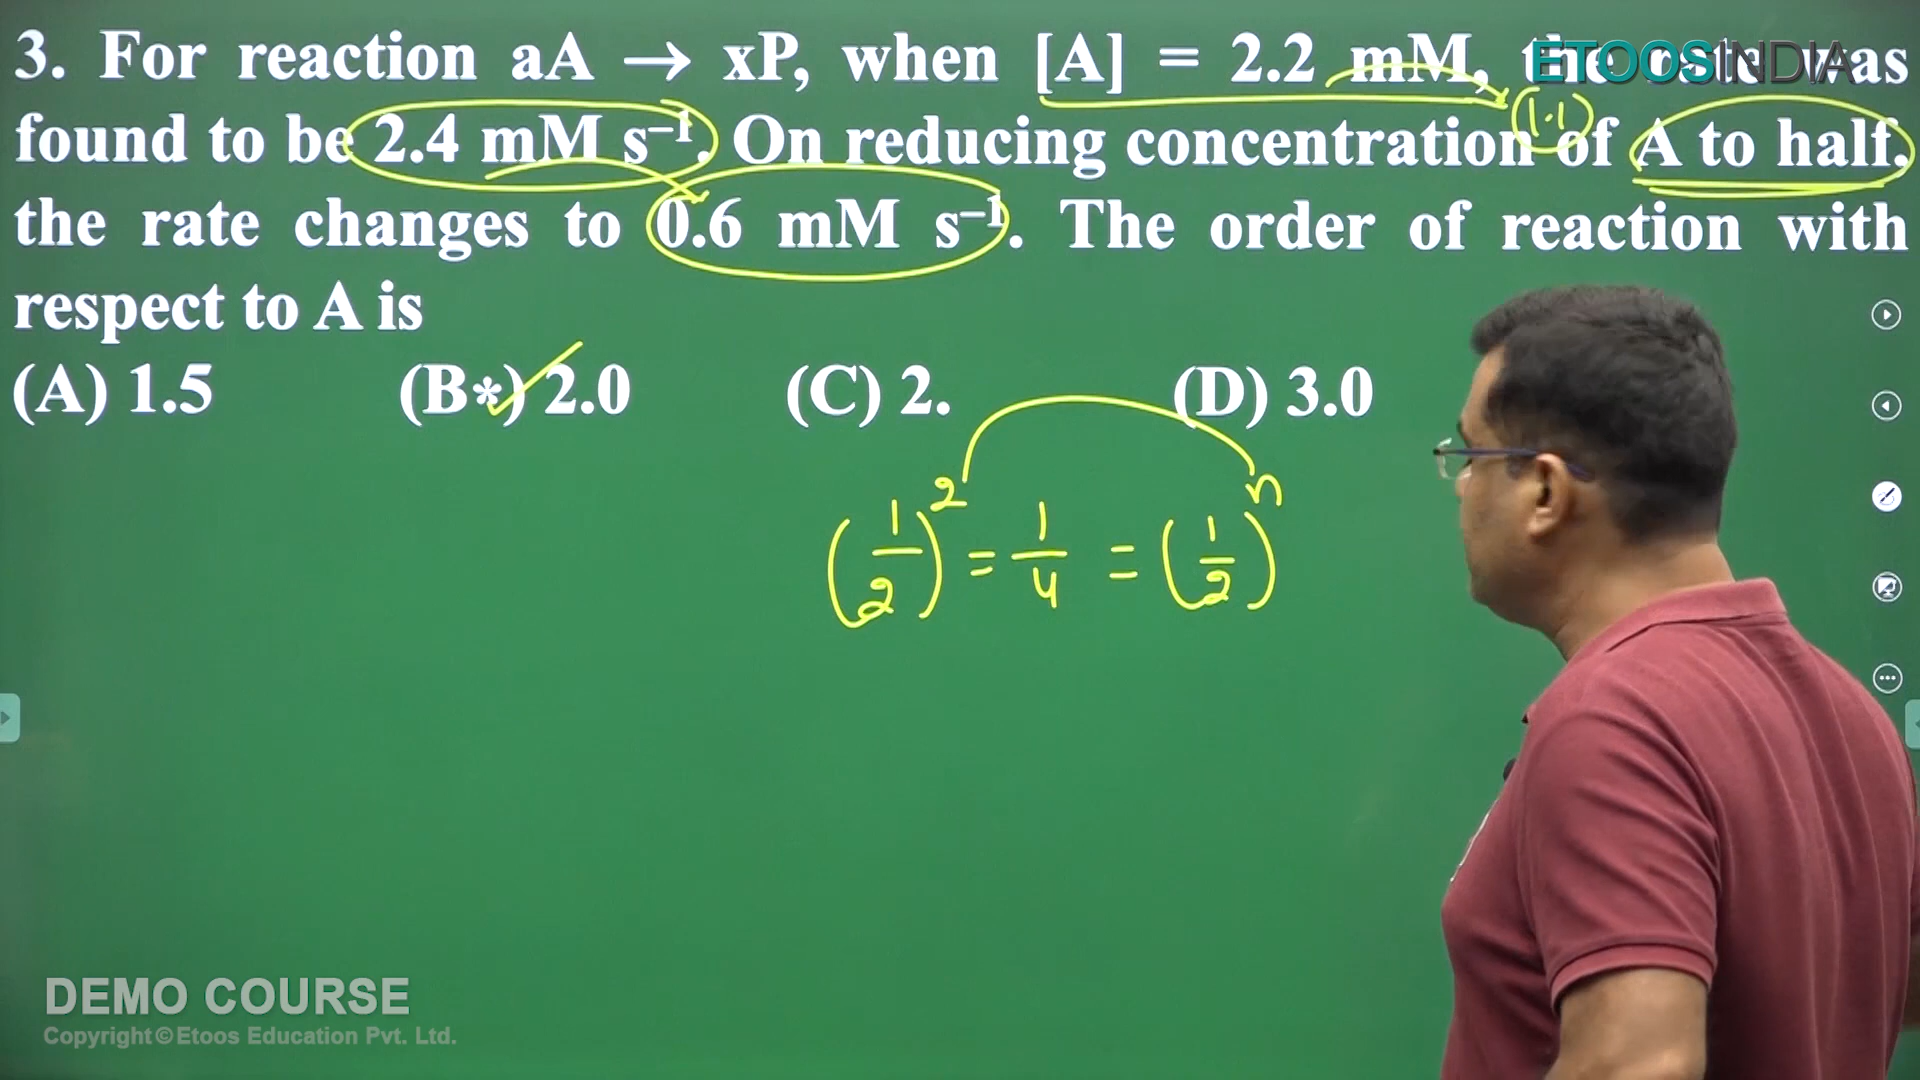 3. For reaction aA → xP, when [A] = 2.2 mM, the rate was
ETOOSINDIA
(1.1)
found to be 2.4 mM s⁻¹. On reducing concentration of A to half,
the rate changes to 0.6 mM s⁻¹. The order of reaction with
respect to A is
(A) 1.5 (B*) 2.0 (C) 2. (D) 3.0
(1/2)² = 1/4 = (1/2)ⁿ
DEMO COURSE
Copyright©Etoos Education Pvt. Ltd.